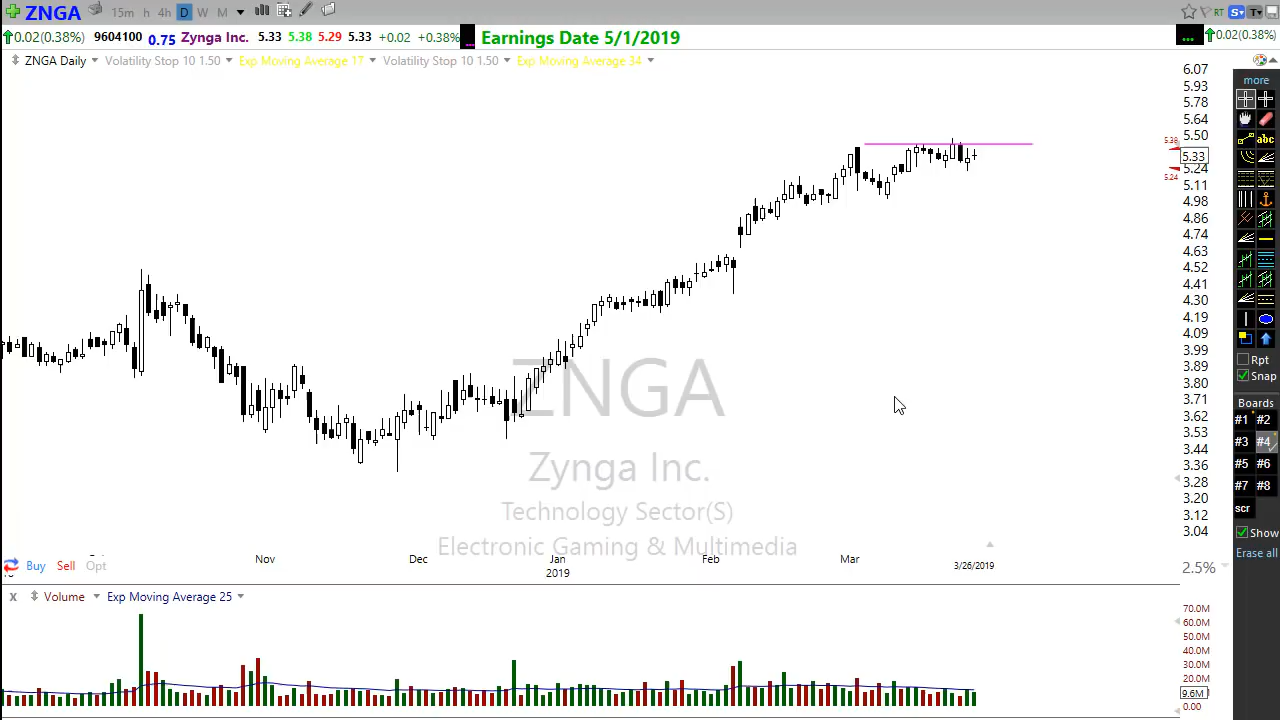 ZNGA 15m h 4h D W M RT S T
0.02(0.38%) 9604100 0.75 Zynga Inc. 5.33 5.38 5.29 5.33 +0.02 +0.38% ... Earnings Date 5/1/2019 ... 0.02(0.38%)
ZNGA Daily Volatility Stop 10 1.50 Exp Moving Average 17 Volatility Stop 10 1.50 Exp Moving Average 34
6.07
5.93
5.78
5.64
5.50
5.38
5.33
5.24
5.24
5.11
4.98
4.86
4.74
4.63
4.52
4.41
4.30
4.19
4.09
3.99
3.89
3.80
3.71
3.62
3.53
3.44
3.36
3.28
3.20
3.12
3.04
more
abc
Rpt
Snap
Boards
#1 #2
#3 #4
#5 #6
#7 #8
scr
Show
Erase all
ZNGA
Zynga Inc.
Technology Sector(S)
Electronic Gaming & Multimedia
Nov Dec Jan Feb Mar
2019 3/26/2019
Buy Sell Opt
2.5%
x Volume Exp Moving Average 25
70.0M
60.0M
50.0M
40.0M
30.0M
20.0M
9.6M
0.00